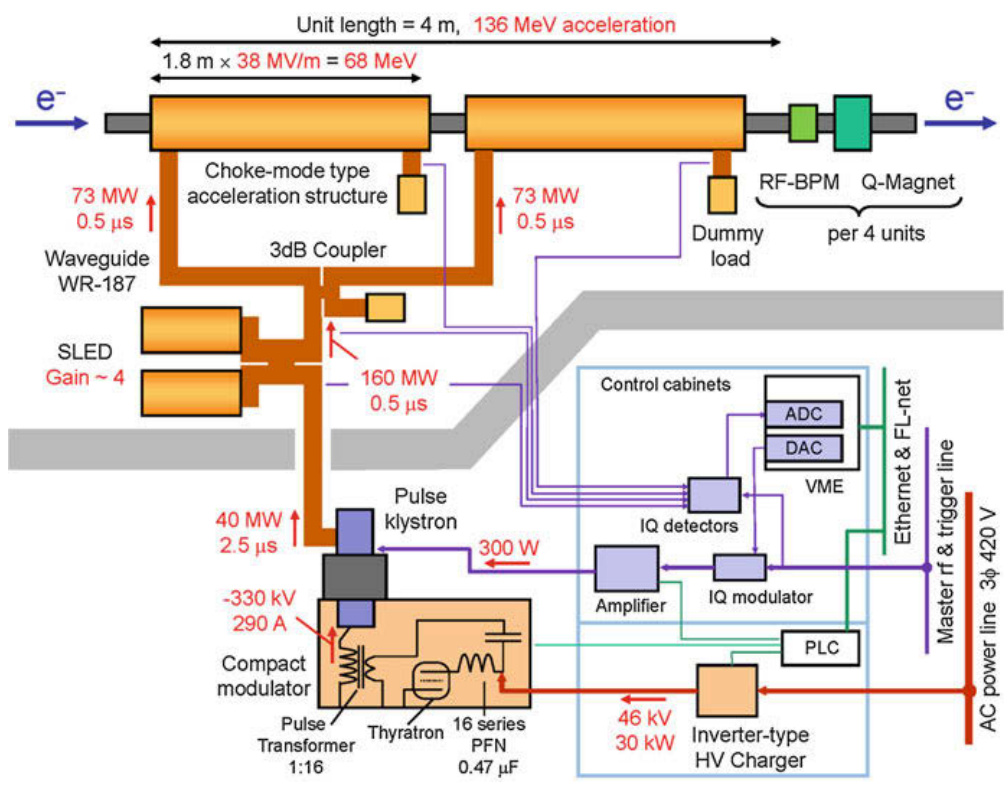 Unit length = 4 m, 136 MeV acceleration
1.8 m × 38 MV/m = 68 MeV
e-
e-
Choke-mode type
acceleration structure
73 MW
0.5 μs
73 MW
0.5 μs
RF-BPM
Q-Magnet
per 4 units
Dummy
load
Waveguide
WR-187
3dB Coupler
SLED
Gain ~ 4
160 MW
0.5 μs
Control cabinets
ADC
DAC
VME
Ethernet & FL-net
Master rf & trigger line
AC power line 3ϕ 420 V
IQ detectors
Pulse
klystron
40 MW
2.5 μs
300 W
Amplifier
IQ modulator
-330 kV
290 A
Compact
modulator
PLC
Pulse
Transformer
1:16
Thyratron
16 series
PFN
0.47 μF
46 kV
30 kW
Inverter-type
HV Charger